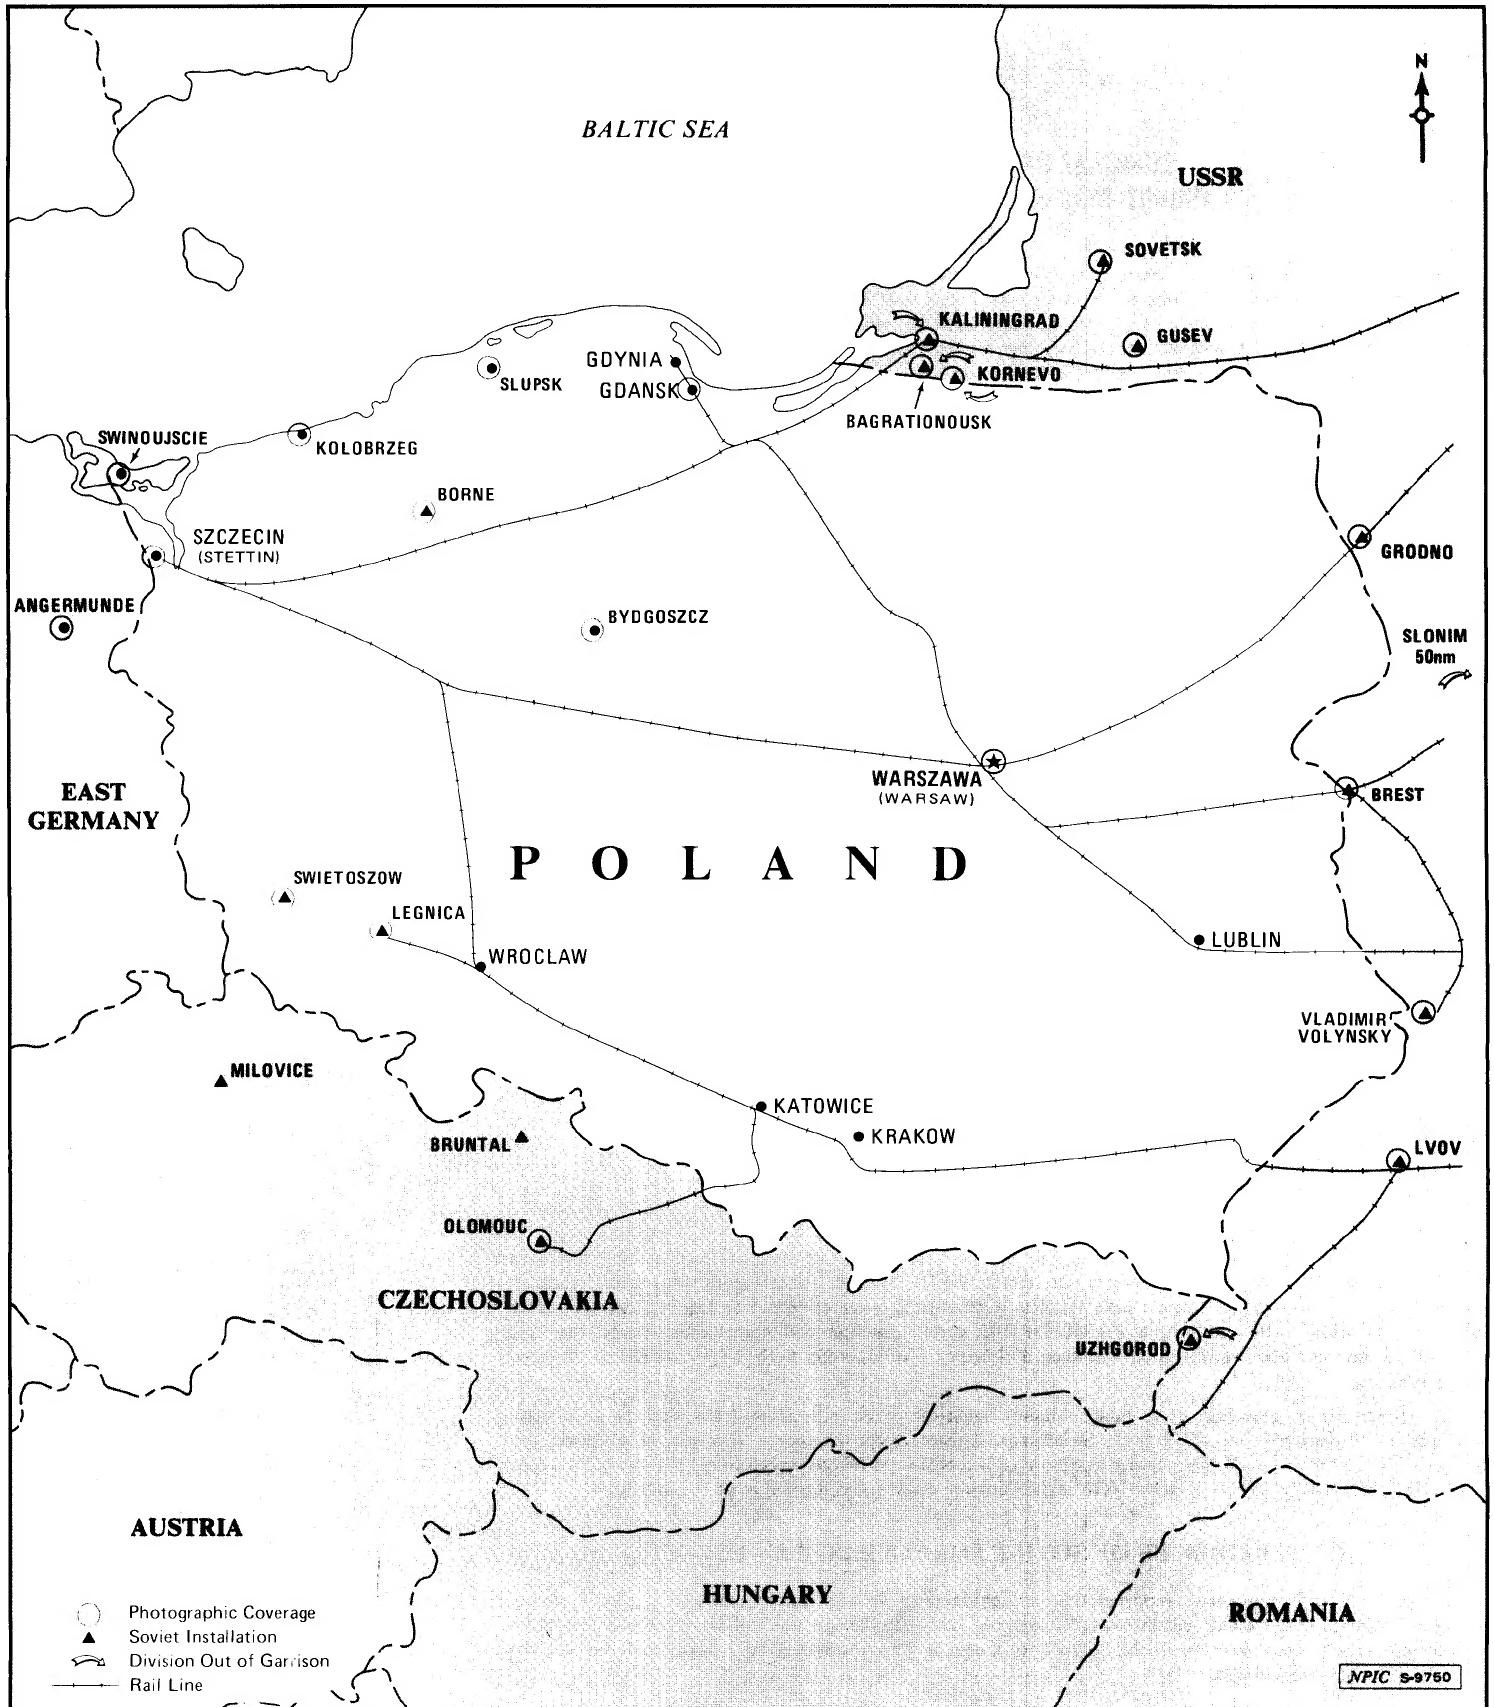 N
BALTIC SEA
USSR
SOVETSK
KALININGRAD
GUSEV
GDYNIA
SLUPSK
GDANSK
KORNEVO
BAGRATIONOUSK
SWINOUJSCIE
KOLOBRZEG
BORNE
SZCZECIN
(STETTIN)
GRODNO
ANGERMUNDE
BYDGOSZCZ
SLONIM
50nm
WARSZAWA
(WARSAW)
BREST
EAST
GERMANY
POLAND
SWIETOSZOW
LEGNICA
WROCLAW
LUBLIN
VLADIMIR
VOLYNSKY
MILOVICE
KATOWICE
KRAKOW
BRUNTAL
LVOV
OLOMOUC
CZECHOSLOVAKIA
UZHGOROD
AUSTRIA
HUNGARY
ROMANIA
Photographic Coverage
Soviet Installation
Division Out of Garrison
Rail Line
NPIC S-9750